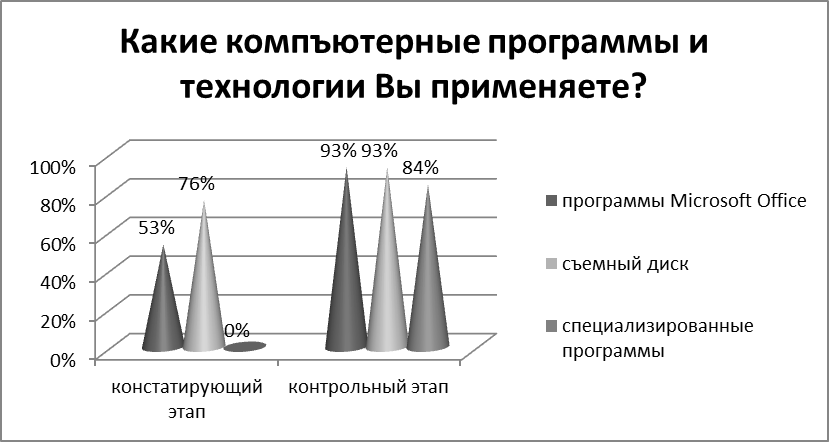 Какие компъютерные программы и
технологии Вы применяете?
100%
80%
60%
40%
20%
0%
53%
76%
0%
93%
93%
84%
констатирующий
этап
контрольный этап
программы Microsoft Office
съемный диск
специализированные
программы